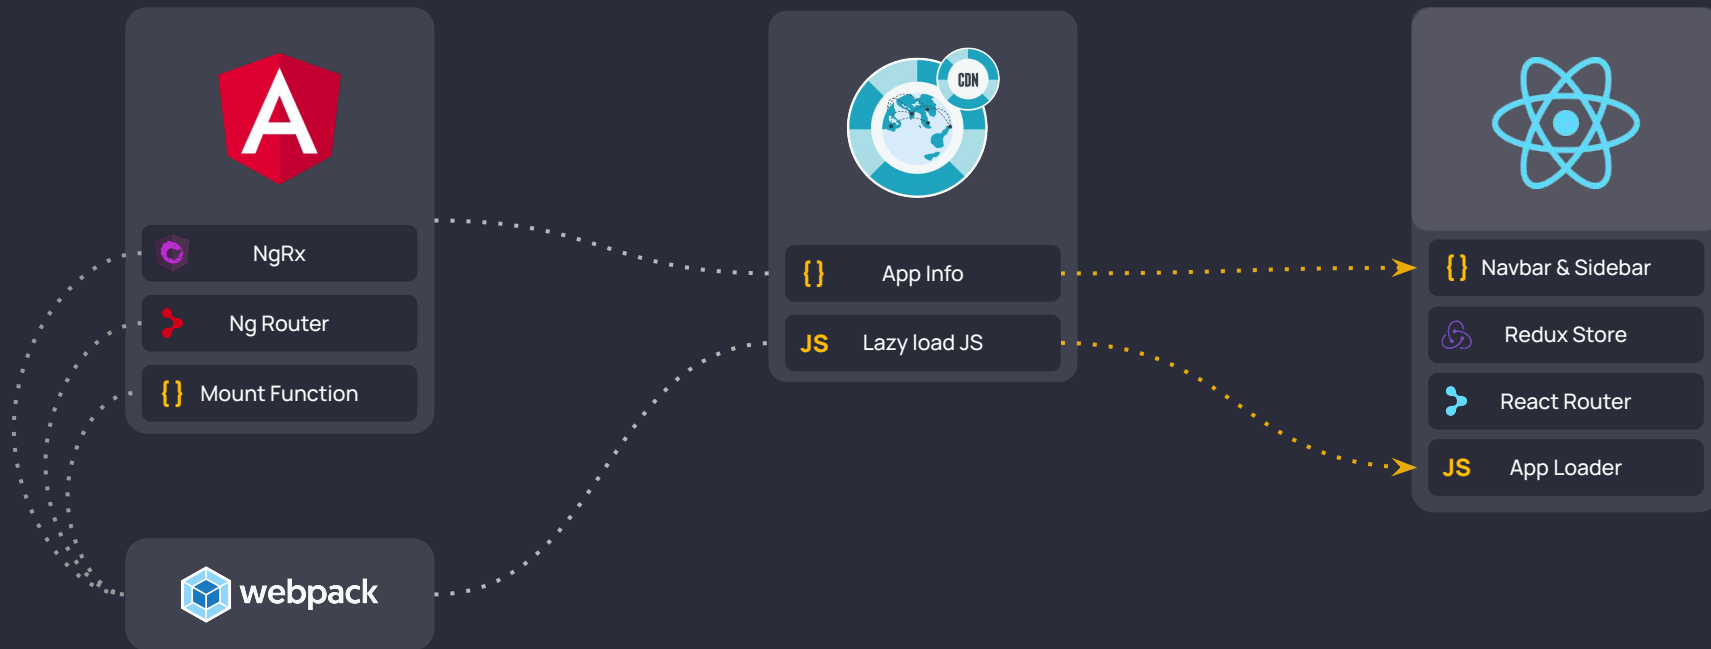 A
NgRx
Ng Router
{} Mount Function
webpack
CDN
{} App Info
JS Lazy load JS
{} Navbar & Sidebar
Redux Store
React Router
JS App Loader